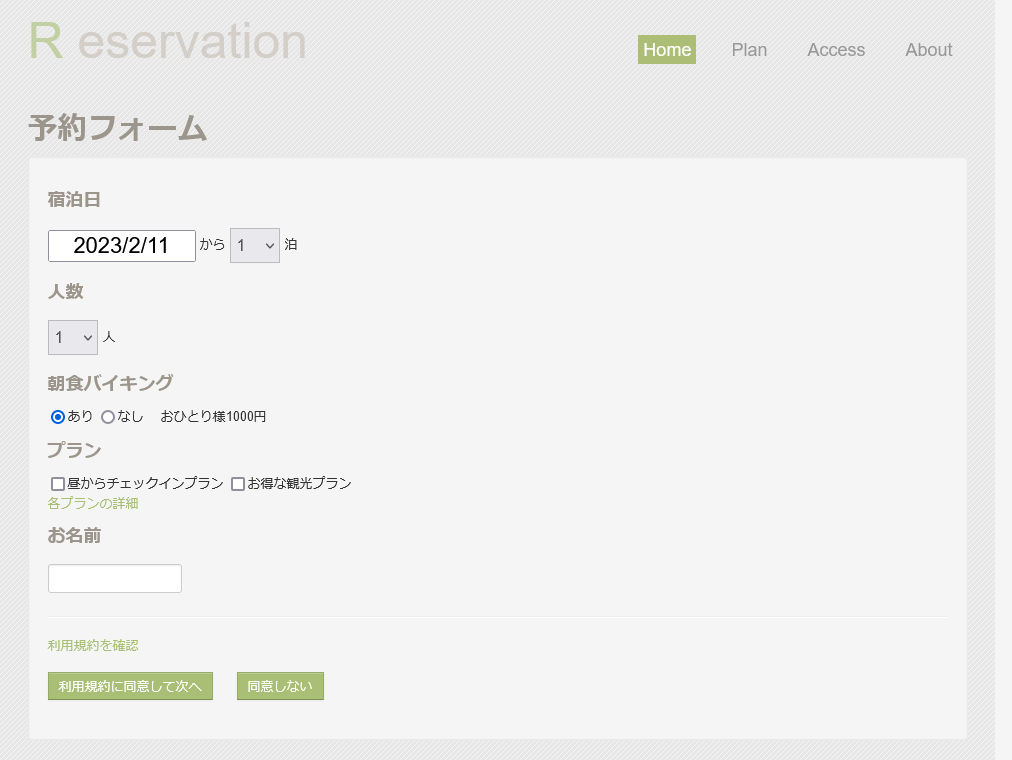 Reservation
Home Plan Access About
予約フォーム
宿泊日
2023/2/11 から 1 泊
人数
1 人
朝食バイキング
あり なし おひとり様1000円
プラン
昼からチェックインプラン お得な観光プラン
各プランの詳細
お名前
利用規約を確認
利用規約に同意して次へ 同意しない